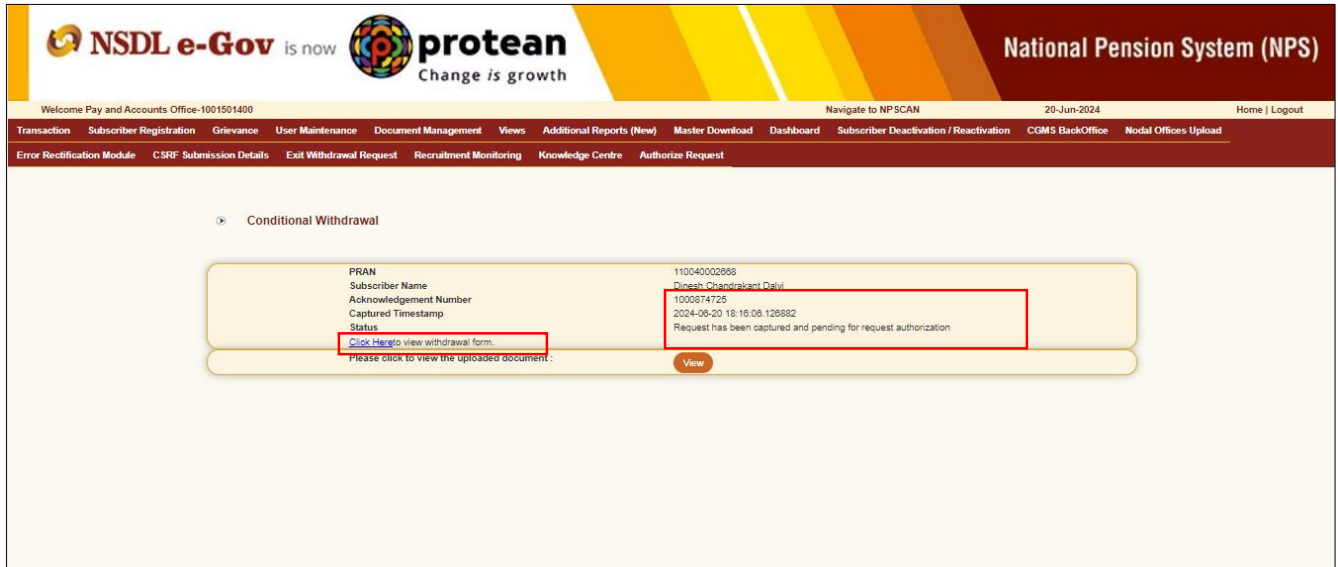 NSDL e-Gov is now protean
Change is growth
National Pension System (NPS)
Welcome Pay and Accounts Office-1001501400 Navigate to NPSCAN 20-Jun-2024 Home | Logout
Transaction Subscriber Registration Grievance User Maintenance Document Management Views Additional Reports (New) Master Download Dashboard Subscriber Deactivation / Reactivation CGMS BackOffice Nodal Offices Upload
Error Rectification Module CSRF Submission Details Exit Withdrawal Request Recruitment Monitoring Knowledge Centre Authorize Request
Conditional Withdrawal
PRAN 110040002668
Subscriber Name Dinesh Chandrakant Dalvi
Acknowledgement Number 1000874725
Captured Timestamp 2024-06-20 18:16:06.126882
Status Request has been captured and pending for request authorization
Click Hereto view withdrawal form.
Please click to view the uploaded document : View